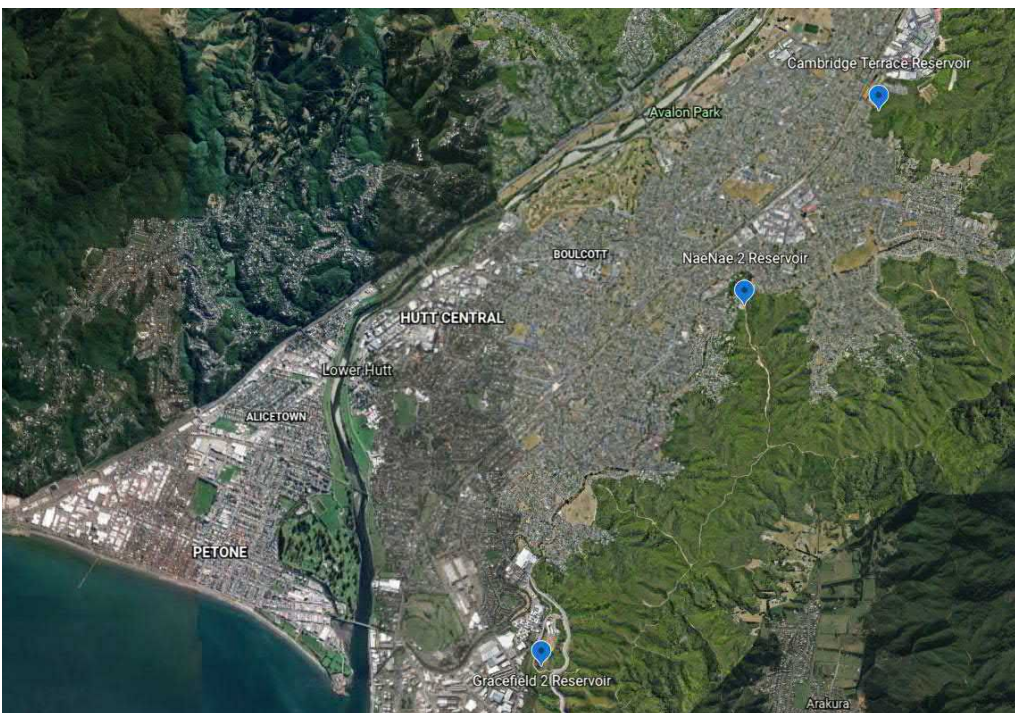 Cambridge Terrace Reservoir
Avalon Park
BOULCOTT
NaeNae 2 Reservoir
HUTT CENTRAL
Lower Hutt
ALICETOWN
PETONE
Gracefield 2 Reservoir
Arakura